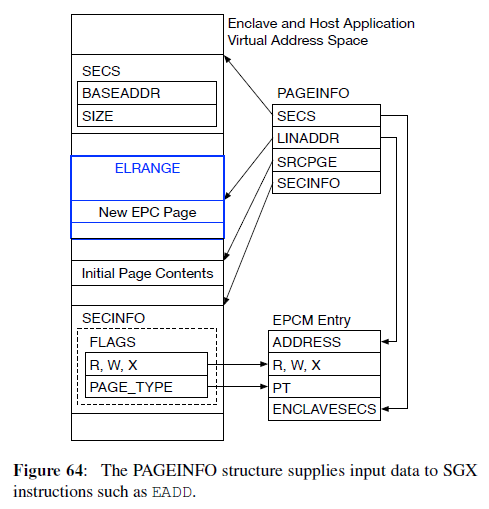 Enclave and Host Application
Virtual Address Space
SECS
BASEADDR
SIZE
ELRANGE
New EPC Page
Initial Page Contents
SECINFO
FLAGS
R, W, X
PAGE_TYPE
PAGEINFO
SECS
LINADDR
SRCPGE
SECINFO
EPCM Entry
ADDRESS
R, W, X
PT
ENCLAVESECS
Figure 64: The PAGEINFO structure supplies input data to SGX
instructions such as EADD.